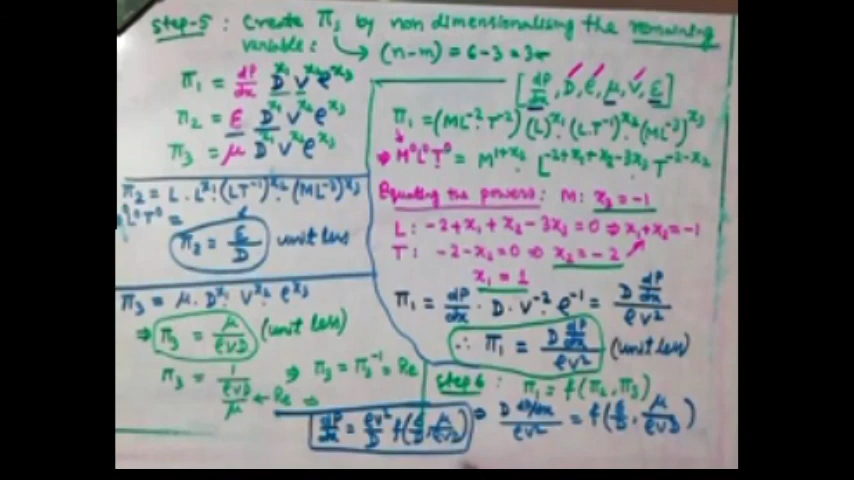 step-5 : Create πs by non dimensionalising the remaining
variable: ↳ (n-m) = 6-3 = 3
π₁ = dP/dx D^x₁ V^x₂ ρ^x₃
π₂ = ε D^x₁ V^x₂ ρ^x₃
π₃ = μ D^x₁ V^x₂ ρ^x₃
π₂ = L · L^x₁ · (LT⁻¹)^x₂ · (ML⁻³)^x₃
L⁰T⁰ =
π₂ = ε/D unit less
π₃ = μ · D^x₁ · V^x₂ ρ^x₃
⇒ π₃ = μ/ρVD (unit less)
π₃ = 1/(ρVD/μ) ← Re ⇒ π₃ = π₃⁻¹ = Re
[dP/dx, D, ρ, μ, V, ε]
π₁ = (ML⁻²T⁻²) (L)^x₁ · (LT⁻¹)^x₂ · (ML⁻³)^x₃
⇒ M⁰L⁰T⁰ = M^1+x₃ · L^-2+x₁+x₂-3x₃ T^-2-x₂
Equating the powers: M: x₃ = -1
L: -2+x₁+x₂-3x₃ = 0 ⇒ x₁+x₂ = -1
T: -2-x₂ = 0 ⇒ x₂ = -2
x₁ = 1
π₁ = dP/dx · D · V⁻² ρ⁻¹ = D dP/dx / ρV²
∴ π₁ = D dP/dx / ρV² (unit less)
step 6 : π₁ = f(π₂, π₃)
dP/dx = ρV²/D f(ε/D, μ/ρVD) ⇒ D dP/dx / ρV² = f(ε/D, μ/ρVD)